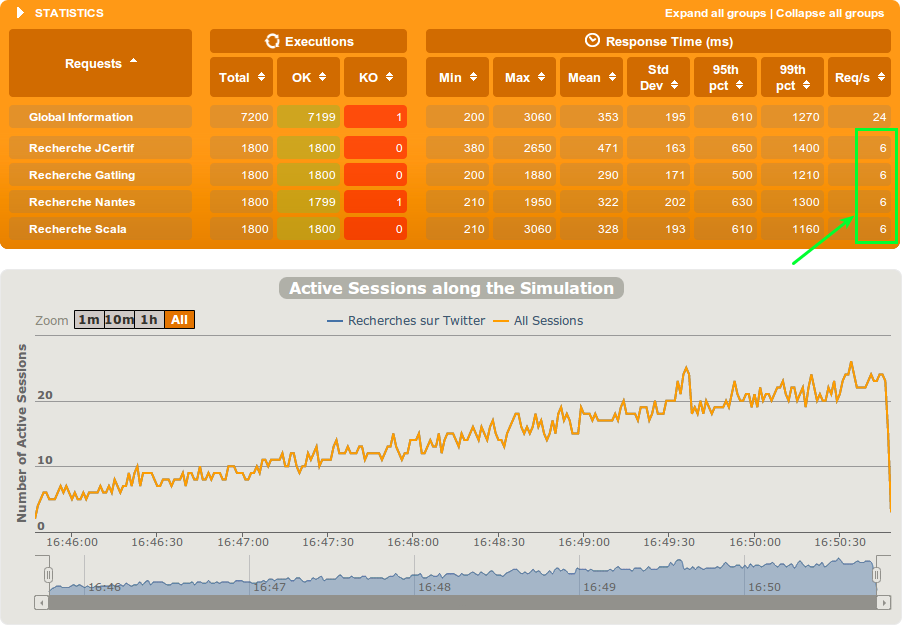 STATISTICS Expand all groups | Collapse all groups
Executions Response Time (ms)
Requests Total OK KO Min Max Mean Std Dev 95th pct 99th pct Req/s
Global Information 7200 7199 1 200 3060 353 195 610 1270 24
Recherche JCertif 1800 1800 0 380 2650 471 163 650 1400 6
Recherche Gatling 1800 1800 0 200 1880 290 171 500 1210 6
Recherche Nantes 1800 1799 1 210 1950 322 202 630 1300 6
Recherche Scala 1800 1800 0 210 3060 328 193 610 1160 6
Active Sessions along the Simulation
Zoom 1m 10m 1h All Recherches sur Twitter All Sessions
Number of Active Sessions
20
10
0
16:46:00 16:46:30 16:47:00 16:47:30 16:48:00 16:48:30 16:49:00 16:49:30 16:50:00 16:50:30
16:46 16:47 16:48 16:49 16:50